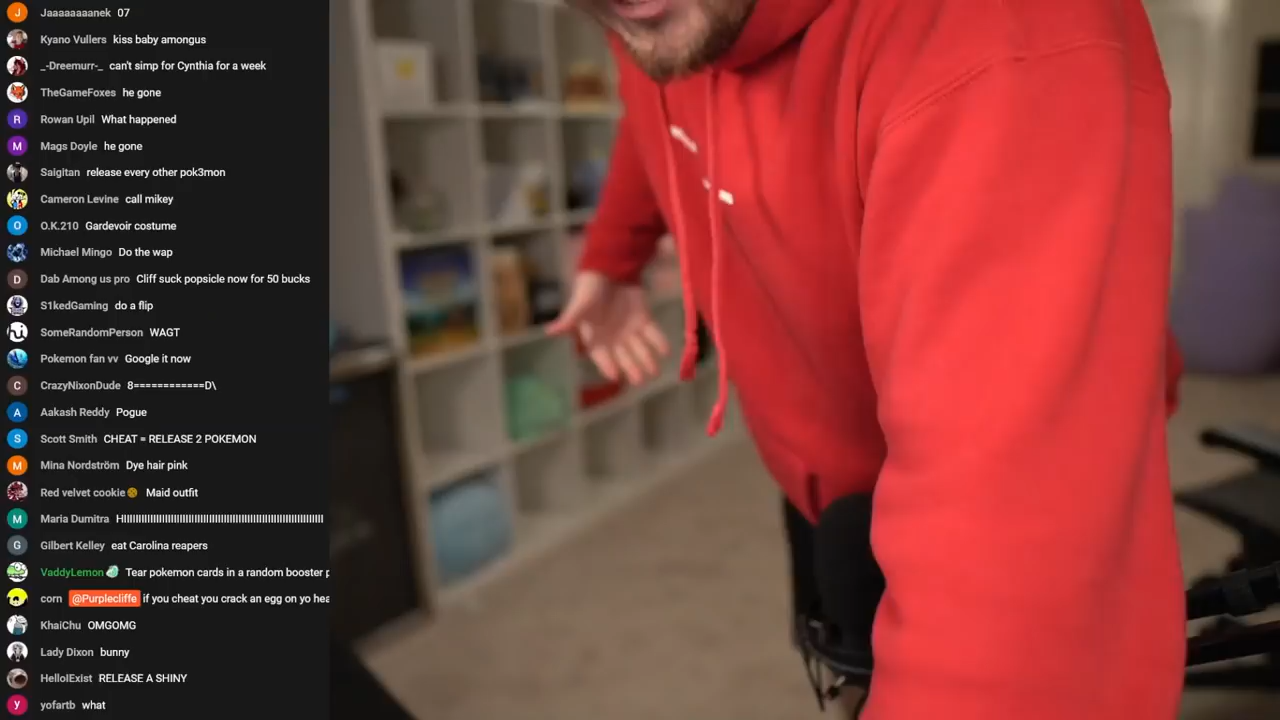 Jaaaaaaanek 07
Kyano Vullers kiss baby amongus
_-Dreemurr-_ can't simp for Cynthia for a week
TheGameFoxes he gone
Rowan Upil What happened
Mags Doyle he gone
Saigitan release every other pok3mon
Cameron Levine call mikey
O.K.210 Gardevoir costume
Michael Mingo Do the wap
Dab Among us pro Cliff suck popsicle now for 50 bucks
S1kedGaming do a flip
SomeRandomPerson WAGT
Pokemon fan vv Google it now
CrazyNixonDude 8============D\
Aakash Reddy Pogue
Scott Smith CHEAT = RELEASE 2 POKEMON
Mina Nordström Dye hair pink
Red velvet cookie🍪 Maid outfit
Maria Dumitra
Gilbert Kelley eat Carolina reapers
VaddyLemon Tear pokemon cards in a random booster p
corn @Purplecliffe if you cheat you crack an egg on yo hea
KhaiChu OMGOMG
Lady Dixon bunny
HelloIExist RELEASE A SHINY
yofartb what